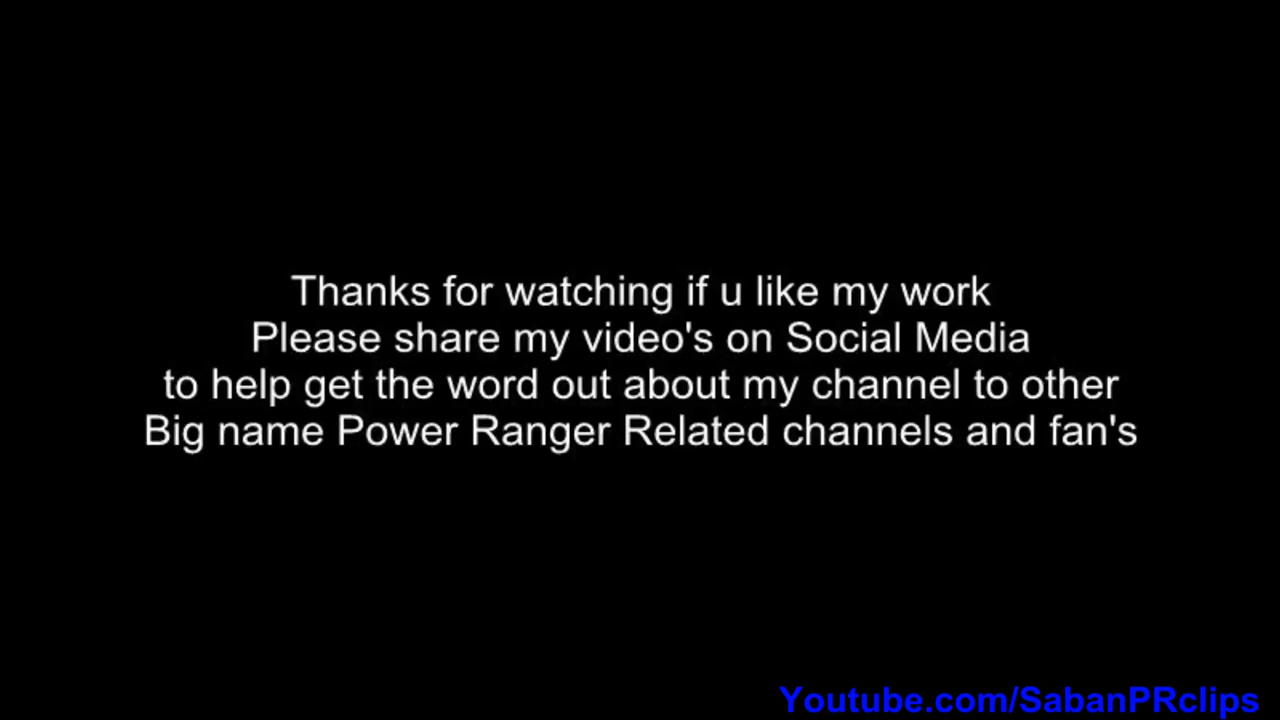 Thanks for watching if u like my work
Please share my video's on Social Media
to help get the word out about my channel to other
Big name Power Ranger Related channels and fan's
Youtube.com/SabanPRclips